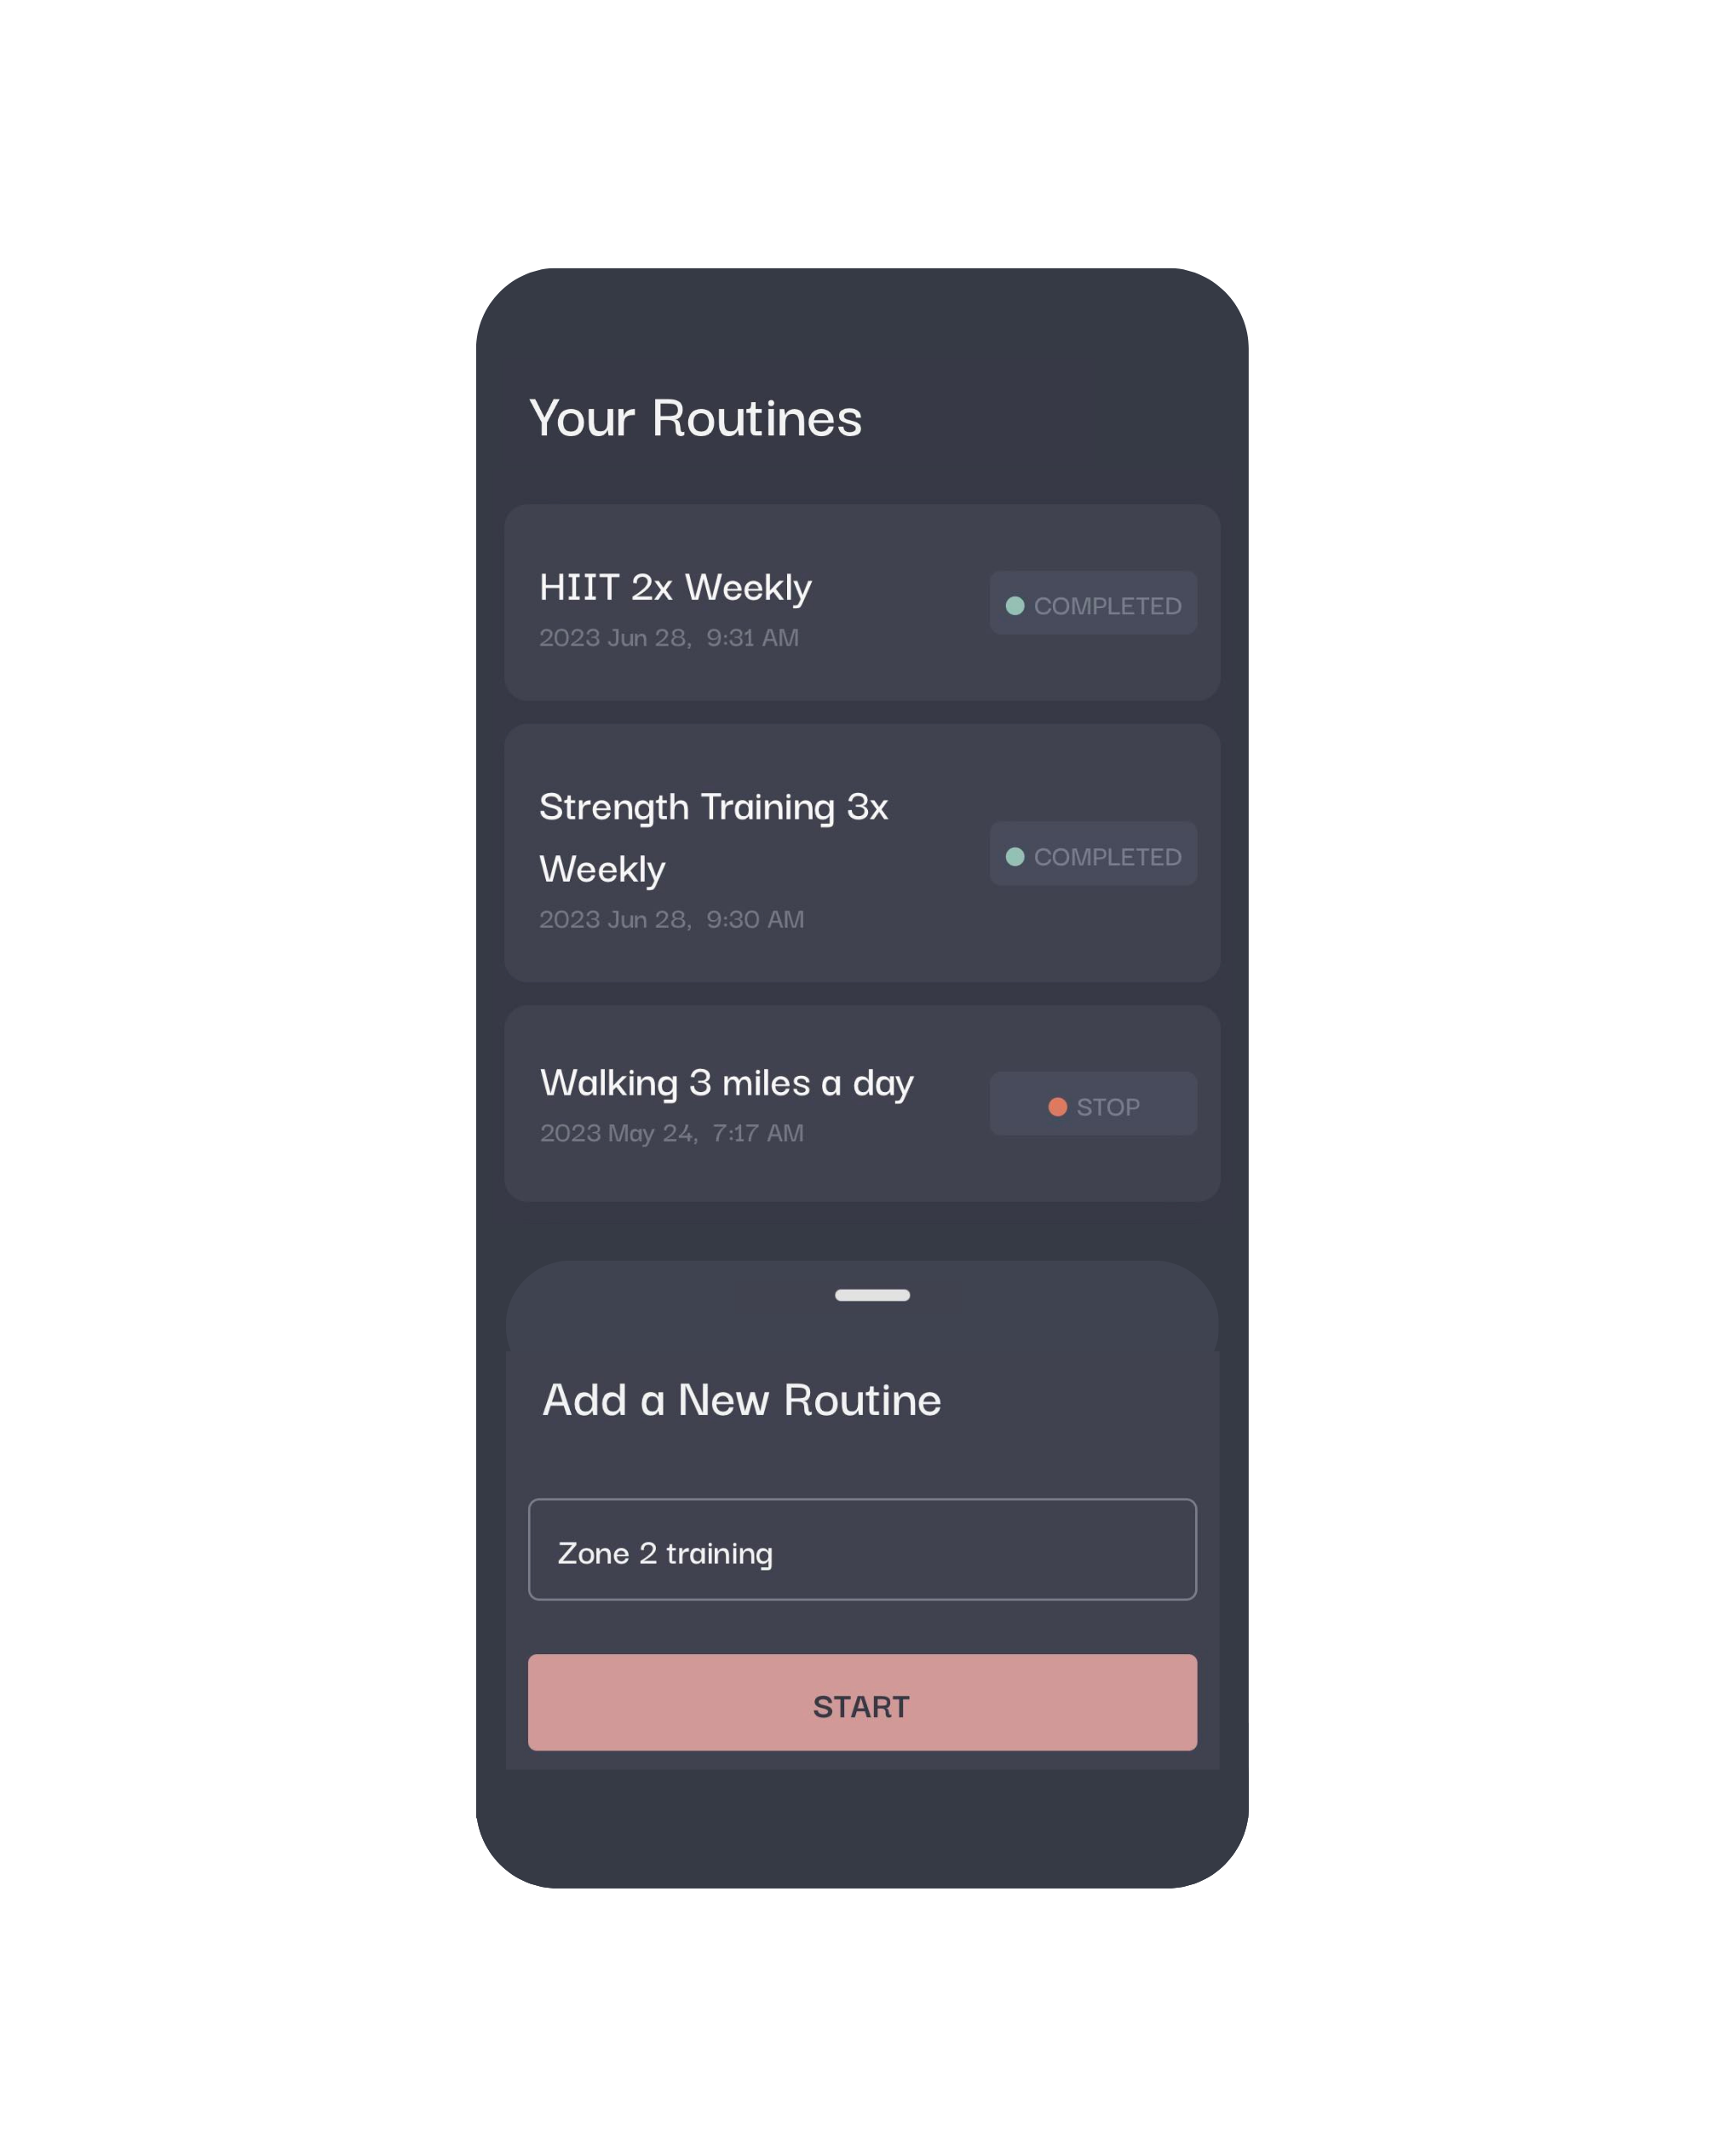 Your Routines
HIIT 2x Weekly
2023 Jun 28,  9:31 AM
COMPLETED
Strength Training 3x
Weekly
2023 Jun 28,  9:30 AM
COMPLETED
Walking 3 miles a day
2023 May 24,  7:17 AM
STOP
Add a New Routine
Zone 2 training
START